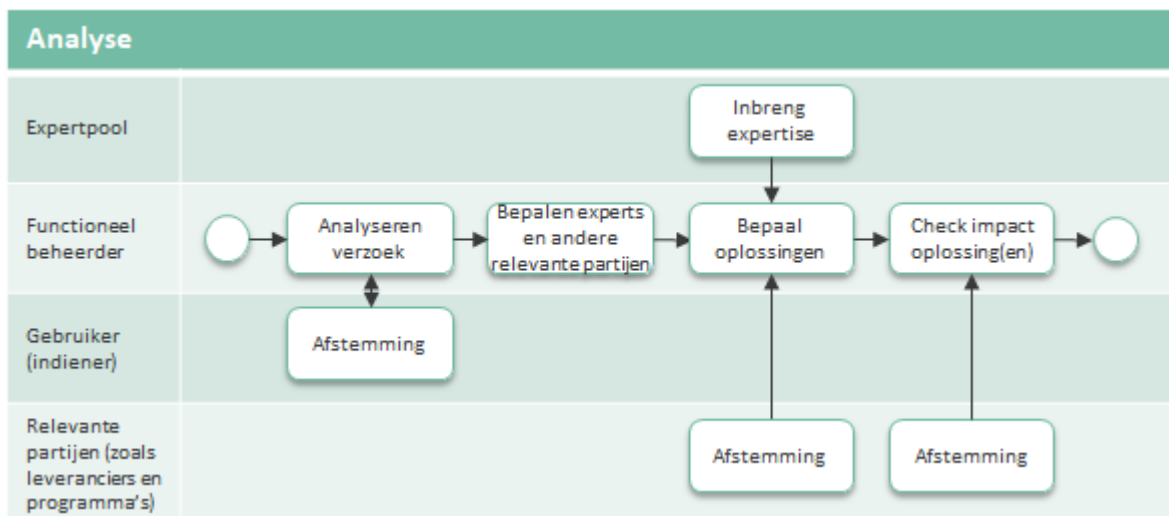 Analyse
Expertpool
Inbreng
expertise
Functioneel
beheerder
Analyseren
verzoek
Bepalen experts
en andere
relevante partijen
Bepaal
oplossingen
Check impact
oplossing(en)
Gebruiker
(indiener)
Afstemming
Relevante
partijen (zoals
leveranciers en
programma's)
Afstemming
Afstemming